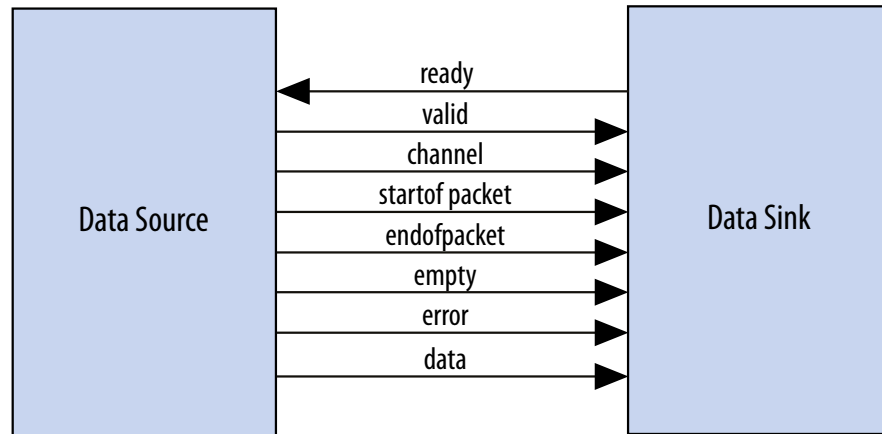 ready
valid
channel
startof packet
endofpacket
empty
error
data
Data Source
Data Sink